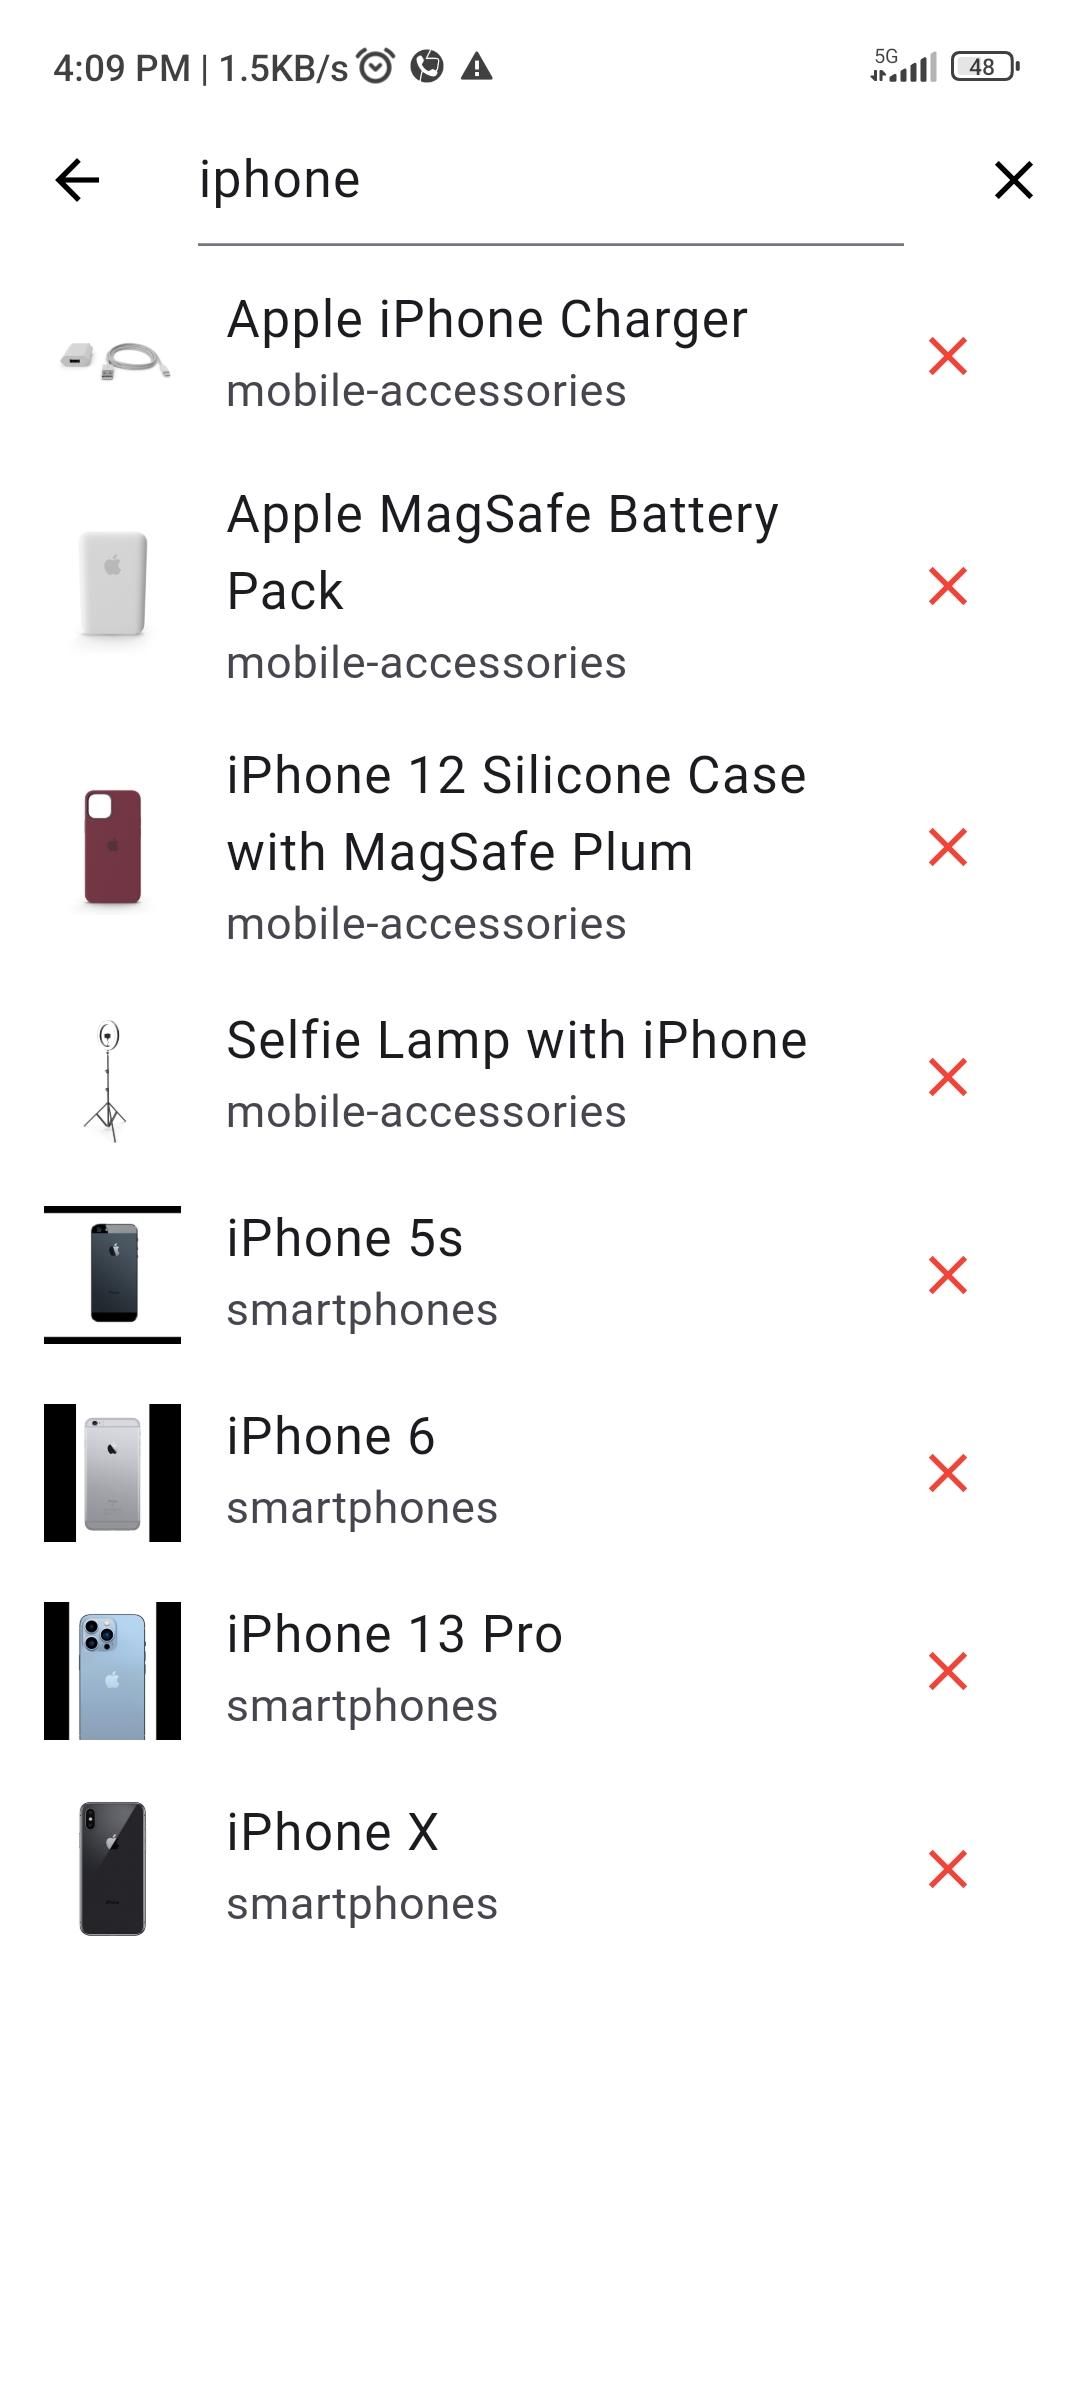 4:09 PM | 1.5KB/s 5G 48
iphone
Apple iPhone Charger
mobile-accessories
Apple MagSafe Battery
Pack
mobile-accessories
iPhone 12 Silicone Case
with MagSafe Plum
mobile-accessories
Selfie Lamp with iPhone
mobile-accessories
iPhone 5s
smartphones
iPhone 6
smartphones
iPhone 13 Pro
smartphones
iPhone X
smartphones